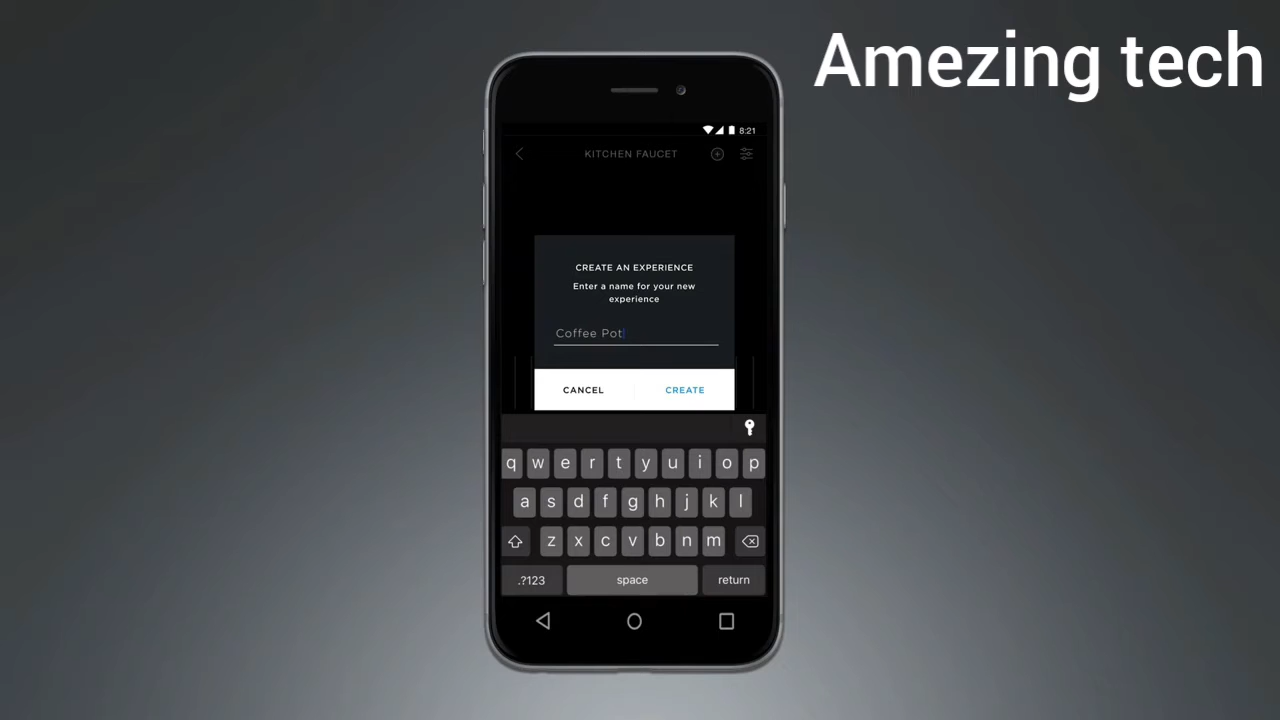 Amezing tech
8:21
KITCHEN FAUCET
CREATE AN EXPERIENCE
Enter a name for your new
experience
Coffee Pot
CANCEL CREATE
q w e r t y u i o p
a s d f g h j k l
z x c v b n m
.?123 space return